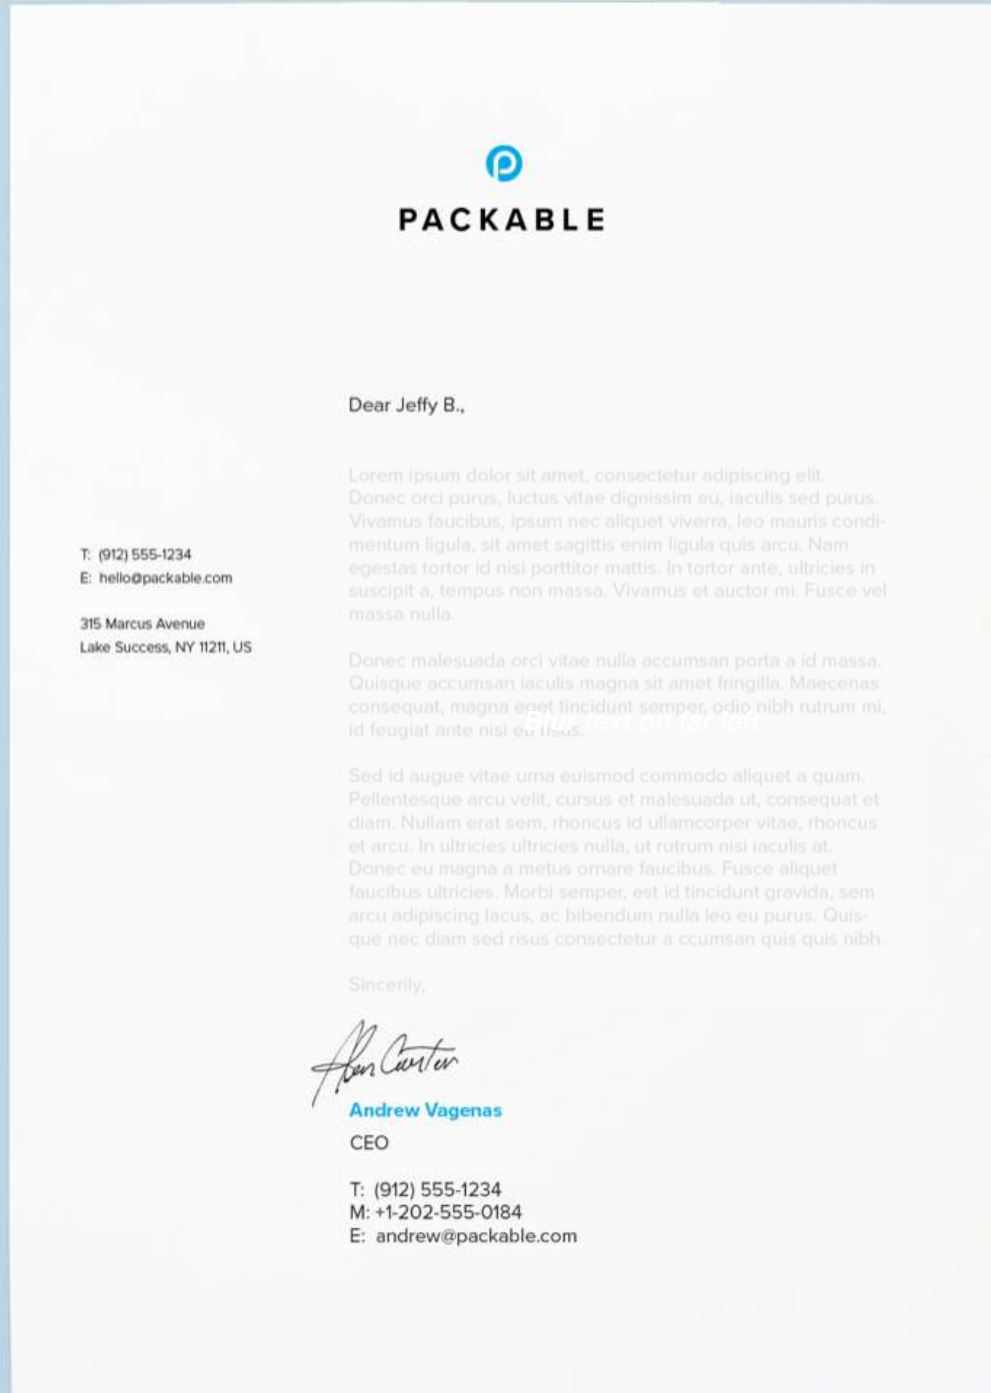 PACKABLE
Dear Jeffy B.,
Lorem ipsum dolor sit amet, consectetur adipiscing elit.
Donec orci purus, luctus vitae dignissim eu, iaculis sed purus.
Vivamus faucibus, ipsum nec aliquet viverra, leo mauris condi-
mentum ligula, sit amet sagittis enim ligula quis arcu. Nam
egestas tortor id nisi porttitor mattis. In tortor ante, ultricies in
suscipit a, tempus non massa. Vivamus et auctor mi. Fusce vel
massa nulla.
T: (912) 555-1234
E: hello@packable.com
315 Marcus Avenue
Lake Success, NY 11211, US
Donec malesuada orci vitae nulla accumsan porta a id massa.
Quisque accumsan iaculis magna sit amet fringilla. Maecenas
consequat, magna eget tincidunt semper, odio nibh rutrum mi,
id feugiat ante nisi eu risus.
Blur text on far left
Sed id augue vitae urna euismod commodo aliquet a quam.
Pellentesque arcu velit, cursus et malesuada ut, consequat et
diam. Nullam erat sem, rhoncus id ullamcorper vitae, rhoncus
et arcu. In ultricies ultricies nulla, ut rutrum nisi iaculis at.
Donec eu magna a metus ornare faucibus. Fusce aliquet
faucibus ultricies. Morbi semper, est id tincidunt gravida, sem
arcu adipiscing lacus, ac bibendum nulla leo eu purus. Quis-
que nec diam sed risus consectetur a ccumsan quis quis nibh.
Sincerily,
Andrew Vagenas
CEO
T: (912) 555-1234
M: +1-202-555-0184
E: andrew@packable.com